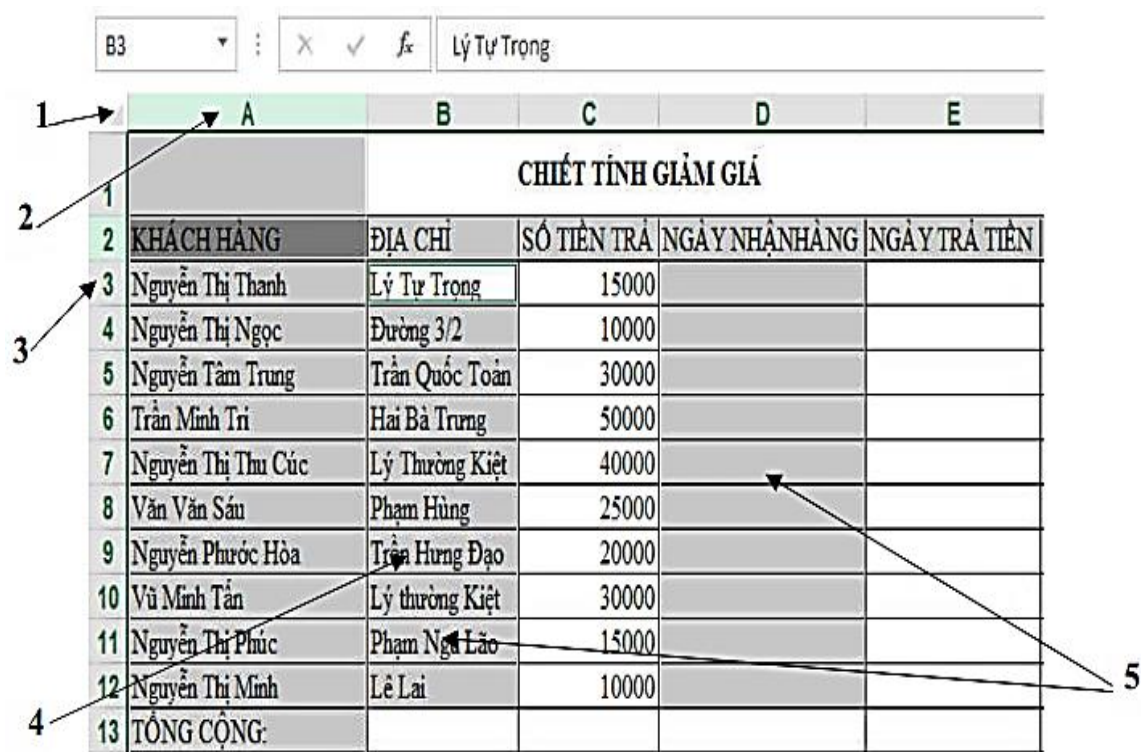 B3 fx Lý Tự Trọng
1 A B C D E
1 CHIẾT TÍNH GIẢM GIÁ
2
2 KHÁCH HÀNG ĐỊA CHỈ SỐ TIỀN TRẢ NGÀY NHẬNHÀNG NGÀY TRẢ TIỀN
3 Nguyễn Thị Thanh Lý Tự Trọng 15000
3
4 Nguyễn Thị Ngọc Đường 3/2 10000
5 Nguyễn Tâm Trung Trần Quốc Toản 30000
6 Trần Minh Trí Hai Bà Trưng 50000
7 Nguyễn Thị Thu Cúc Lý Thường Kiệt 40000
8 Văn Văn Sáu Phạm Hùng 25000
9 Nguyễn Phước Hòa Trần Hưng Đạo 20000
10 Vũ Minh Tấn Lý thường Kiệt 30000
11 Nguyễn Thị Phúc Phạm Ngũ Lão 15000
5
12 Nguyễn Thị Minh Lê Lai 10000
4
13 TỔNG CỘNG: